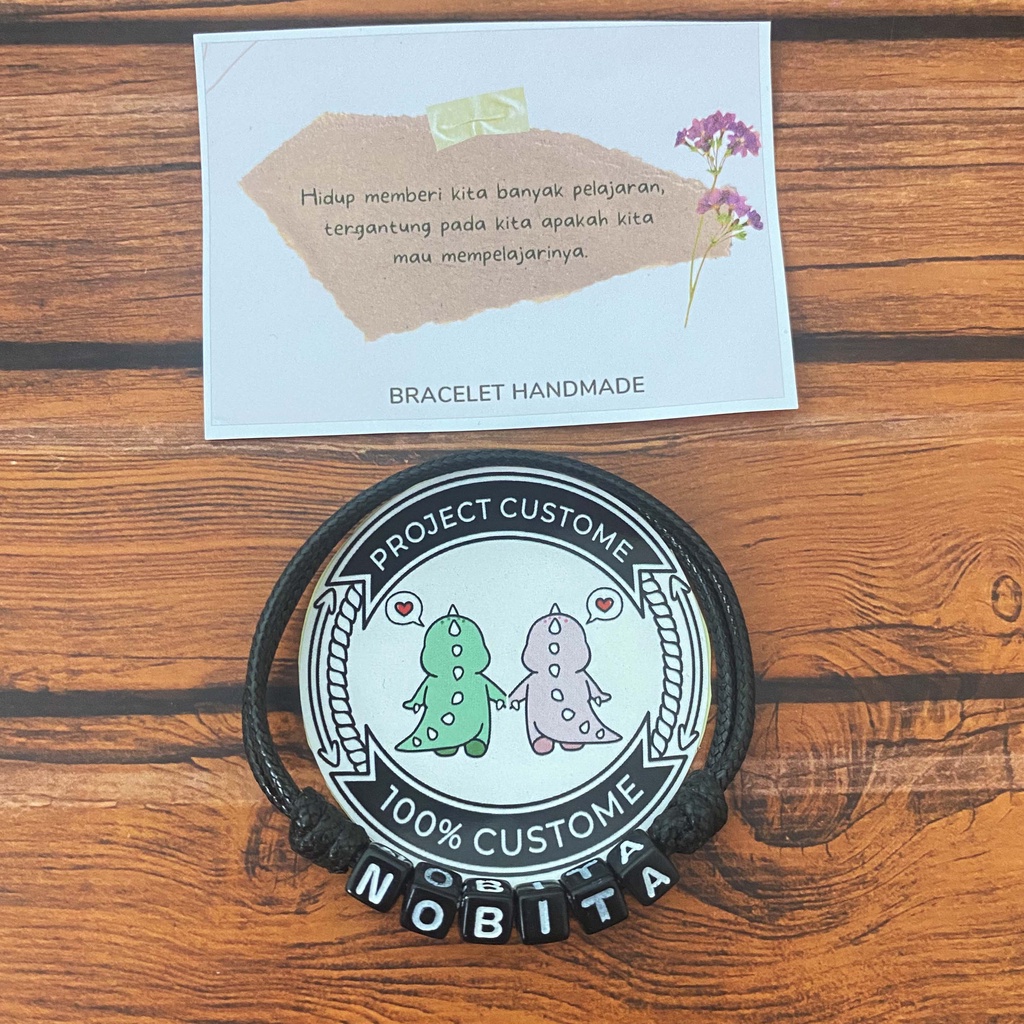 Hidup memberi kita banyak pelajaran,
tergantung pada kita apakah kita
mau mempelajarinya.
BRACELET HANDMADE
PROJECT CUSTOME
100% CUSTOME
NOBITA